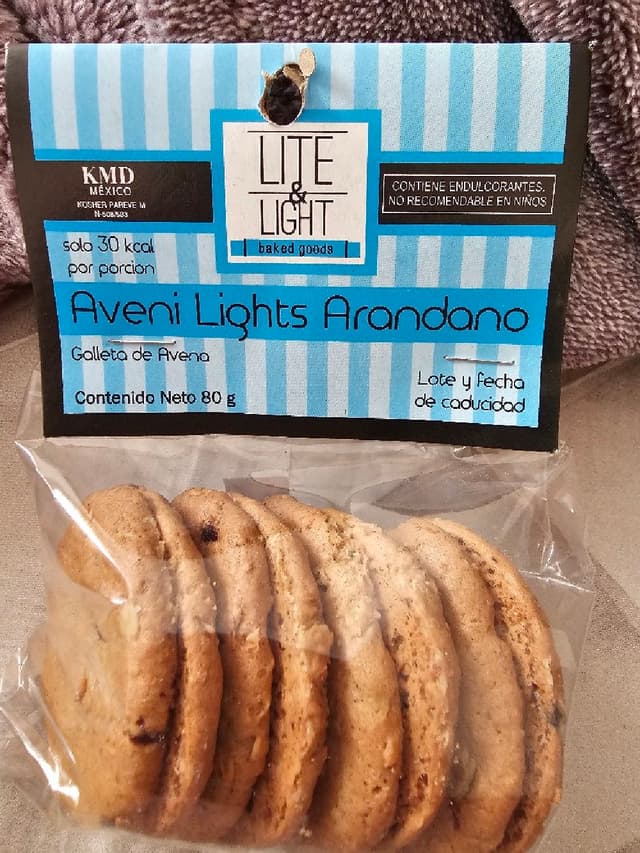 LITE
&
LIGHT
baked goods
KMD
MÉXICO
KOSHER PAREVE M
CONTIENE ENDULCORANTES.
NO RECOMENDABLE EN NIÑOS
solo 30 kcal
por porcion
Aveni Lights Arandano
Galleta de Avena
Contenido Neto 80 g
Lote y fecha
de caducidad